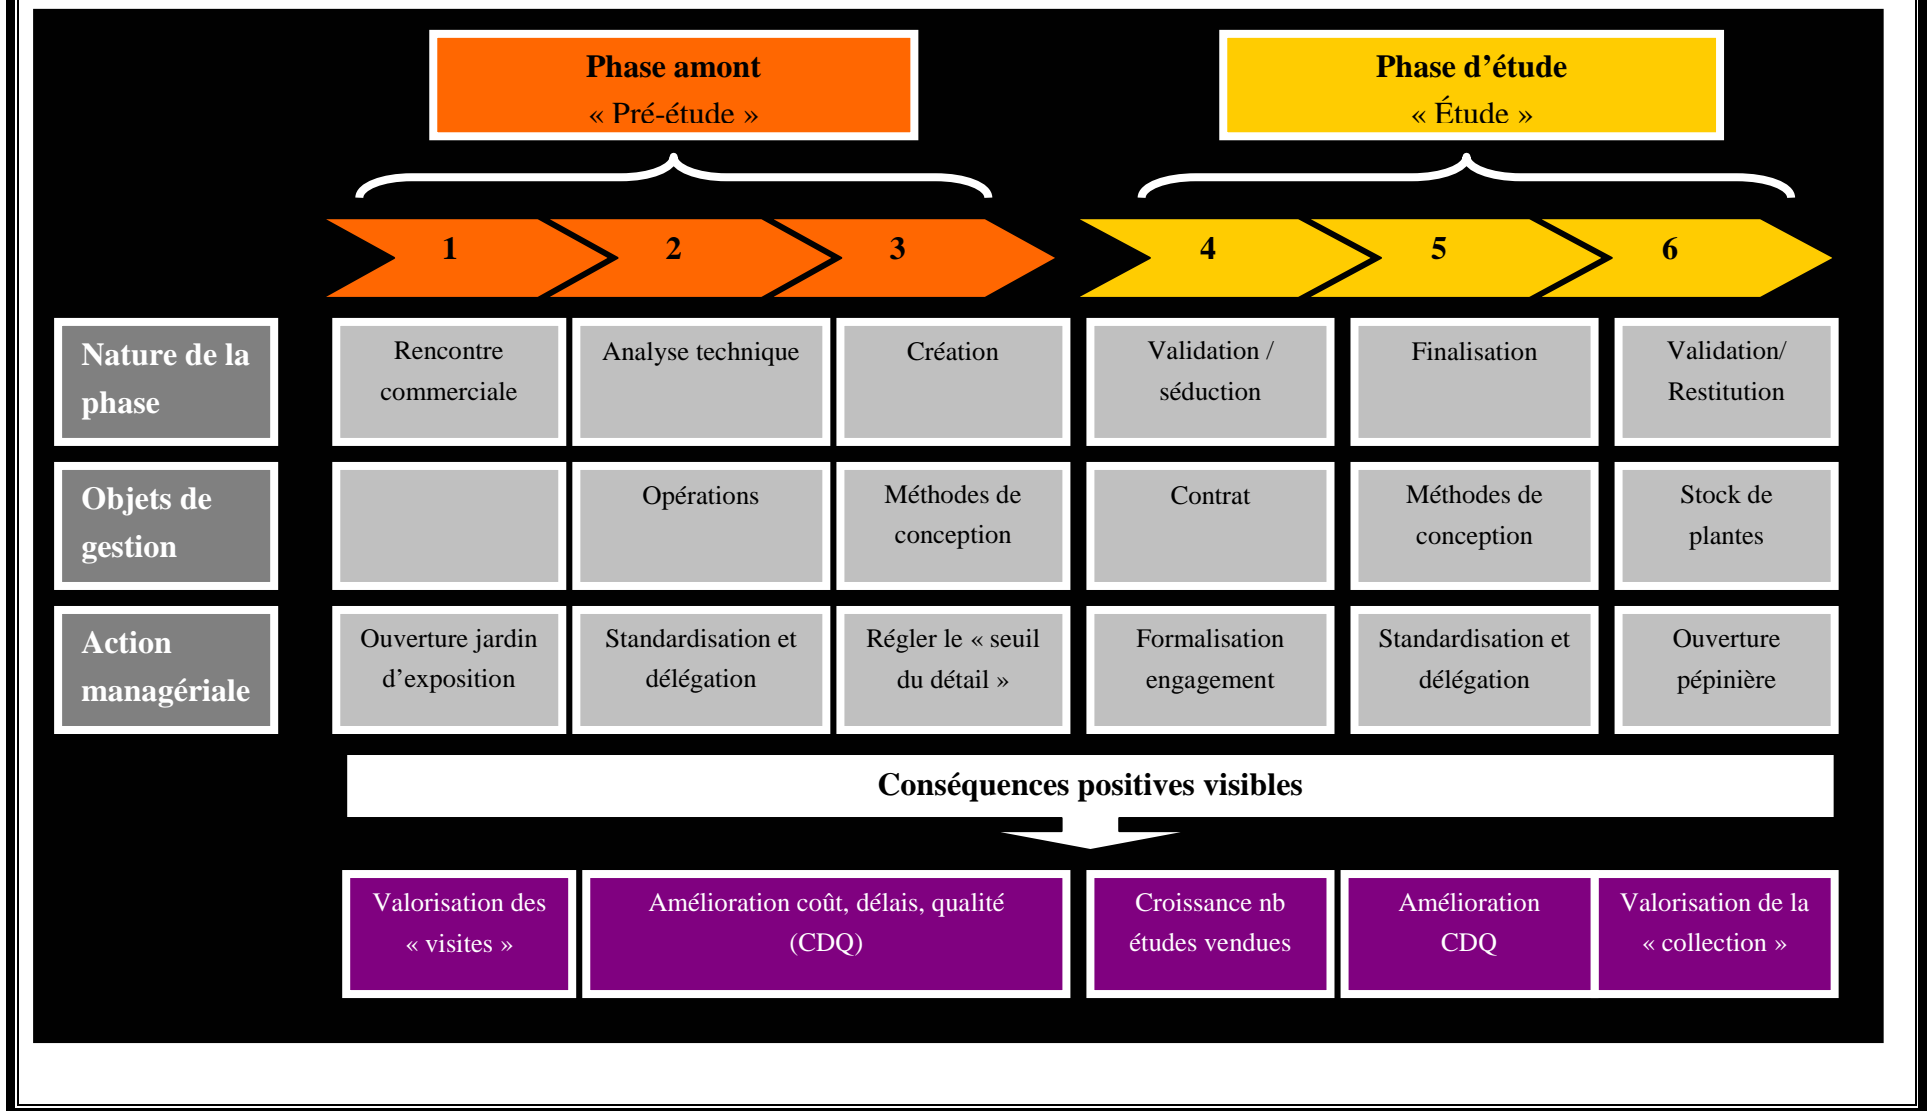 Phase amont
« Pré-étude »
Phase d’étude
« Étude »
1
2
3
4
5
6
Nature de la
phase
Rencontre
commerciale
Analyse technique
Création
Validation /
séduction
Finalisation
Validation/
Restitution
Objets de
gestion
Opérations
Méthodes de
conception
Contrat
Méthodes de
conception
Stock de
plantes
Action
managériale
Ouverture jardin
d’exposition
Standardisation et
délégation
Régler le « seuil
du détail »
Formalisation
engagement
Standardisation et
délégation
Ouverture
pépinière
Conséquences positives visibles
Valorisation des
« visites »
Amélioration coût, délais, qualité
(CDQ)
Croissance nb
études vendues
Amélioration
CDQ
Valorisation de la
« collection »